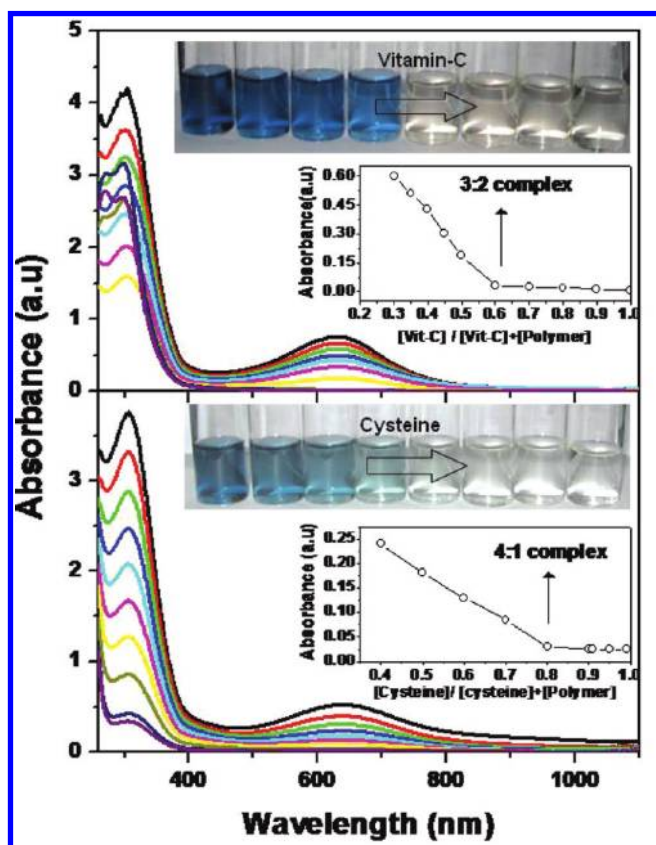 Absorbance (a.u)
5
4
3
2
1
0
Vitamin-C
Absorbance(a.u)
0.60
0.45
0.30
0.15
0.00
3:2 complex
0.2 0.3 0.4 0.5 0.6 0.7 0.8 0.9 1.0
[Vit-C] / [Vit-C]+[Polymer]
3
2
1
0
Cysteine
Absorbance (a.u)
0.25
0.20
0.15
0.10
0.05
0.00
4:1 complex
0.4 0.5 0.6 0.7 0.8 0.9 1.0
[Cysteine]/ [cysteine]+[Polymer]
400 600 800 1000
Wavelength (nm)